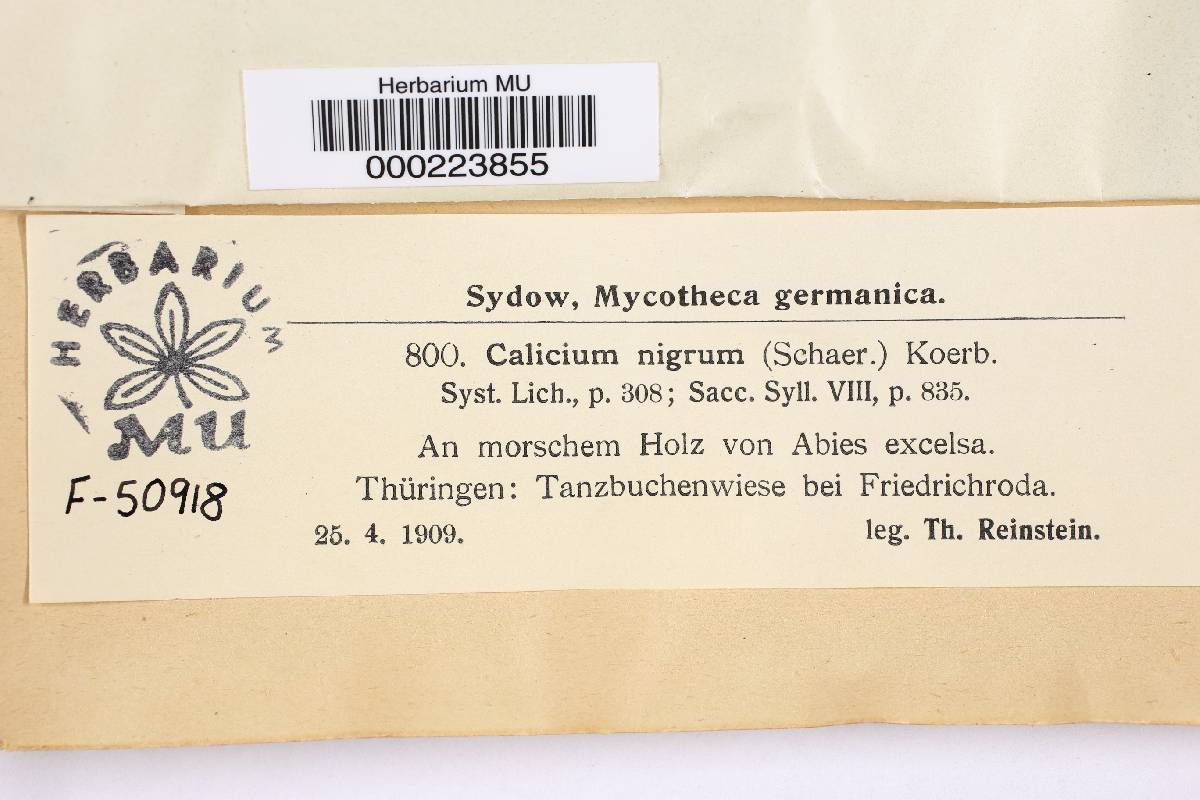 Herbarium MU
000223855
HERBARIUM
MU
F-50918
Sydow, Mycotheca germanica.
800. Calicium nigrum (Schaer.) Koerb.
Syst. Lich., p. 308; Sacc. Syll. VIII, p. 835.
An morschem Holz von Abies excelsa.
Thüringen: Tanzbuchenwiese bei Friedrichroda.
25. 4. 1909. leg. Th. Reinstein.